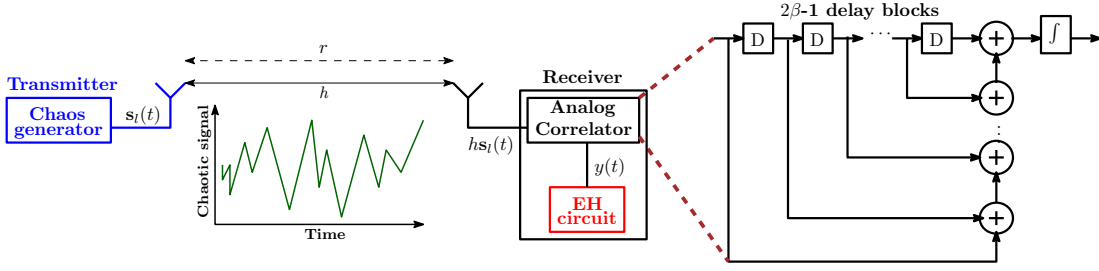 2β-1 delay blocks
D
D
...
D
+
∫
r
h
Transmitter
Chaos
generator
s_l(t)
Chaotic signal
Time
Receiver
Analog
Correlator
hs_l(t)
y(t)
EH
circuit
+
...
+
+